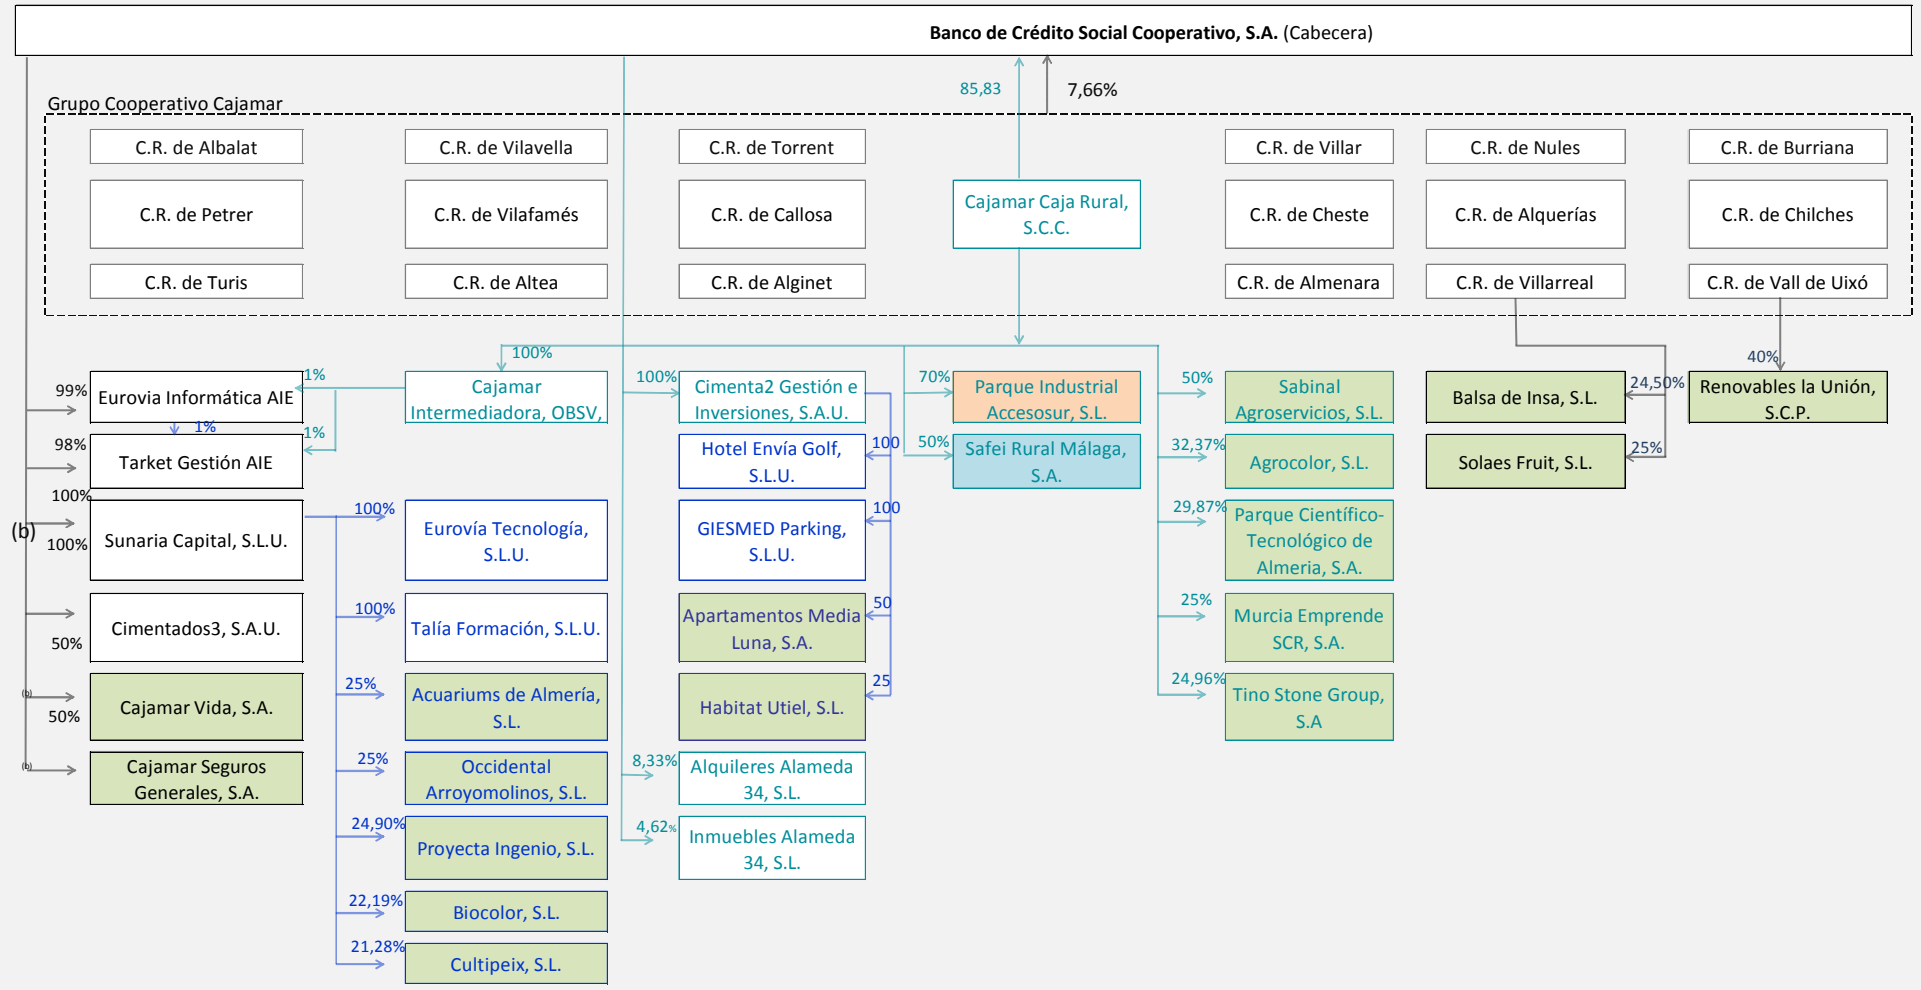 Banco de Crédito Social Cooperativo, S.A. (Cabecera)
85,83
7,66%
Grupo Cooperativo Cajamar
C.R. de Albalat
C.R. de Vilavella
C.R. de Torrent
C.R. de Villar
C.R. de Nules
C.R. de Burriana
C.R. de Petrer
C.R. de Vilafamés
C.R. de Callosa
Cajamar Caja Rural,
S.C.C.
C.R. de Cheste
C.R. de Alquerías
C.R. de Chilches
C.R. de Turis
C.R. de Altea
C.R. de Alginet
C.R. de Almenara
C.R. de Villarreal
C.R. de Vall de Uixó
99%
Eurovia Informática AIE
1%
1%
98%
Tarket Gestión AIE
1%
100%
(b)
100%
Sunaria Capital, S.L.U.
Cimentados3, S.A.U.
50%
(b)
Cajamar Vida, S.A.
50%
(b)
Cajamar Seguros
Generales, S.A.
100%
Cajamar
Intermediadora, OBSV,
100%
Eurovía Tecnología,
S.L.U.
100%
Talía Formación, S.L.U.
25%
Acuariums de Almería,
S.L.
25%
Occidental
Arroyomolinos, S.L.
24,90%
Proyecta Ingenio, S.L.
22,19%
Biocolor, S.L.
21,28%
Cultipeix, S.L.
100%
Cimenta2 Gestión e
Inversiones, S.A.U.
Hotel Envía Golf,
S.L.U.
100
GIESMED Parking,
S.L.U.
100
Apartamentos Media
Luna, S.A.
50
Habitat Utiel, S.L.
25
8,33%
Alquileres Alameda
34, S.L.
4,62%
Inmuebles Alameda
34, S.L.
70%
Parque Industrial
Accesosur, S.L.
50%
Safei Rural Málaga,
S.A.
50%
Sabinal
Agroservicios, S.L.
32,37%
Agrocolor, S.L.
29,87%
Parque Científico-
Tecnológico de
Almeria, S.A.
25%
Murcia Emprende
SCR, S.A.
24,96%
Tino Stone Group,
S.A
Balsa de Insa, S.L.
24,50%
Solaes Fruit, S.L.
25%
40%
Renovables la Unión,
S.C.P.